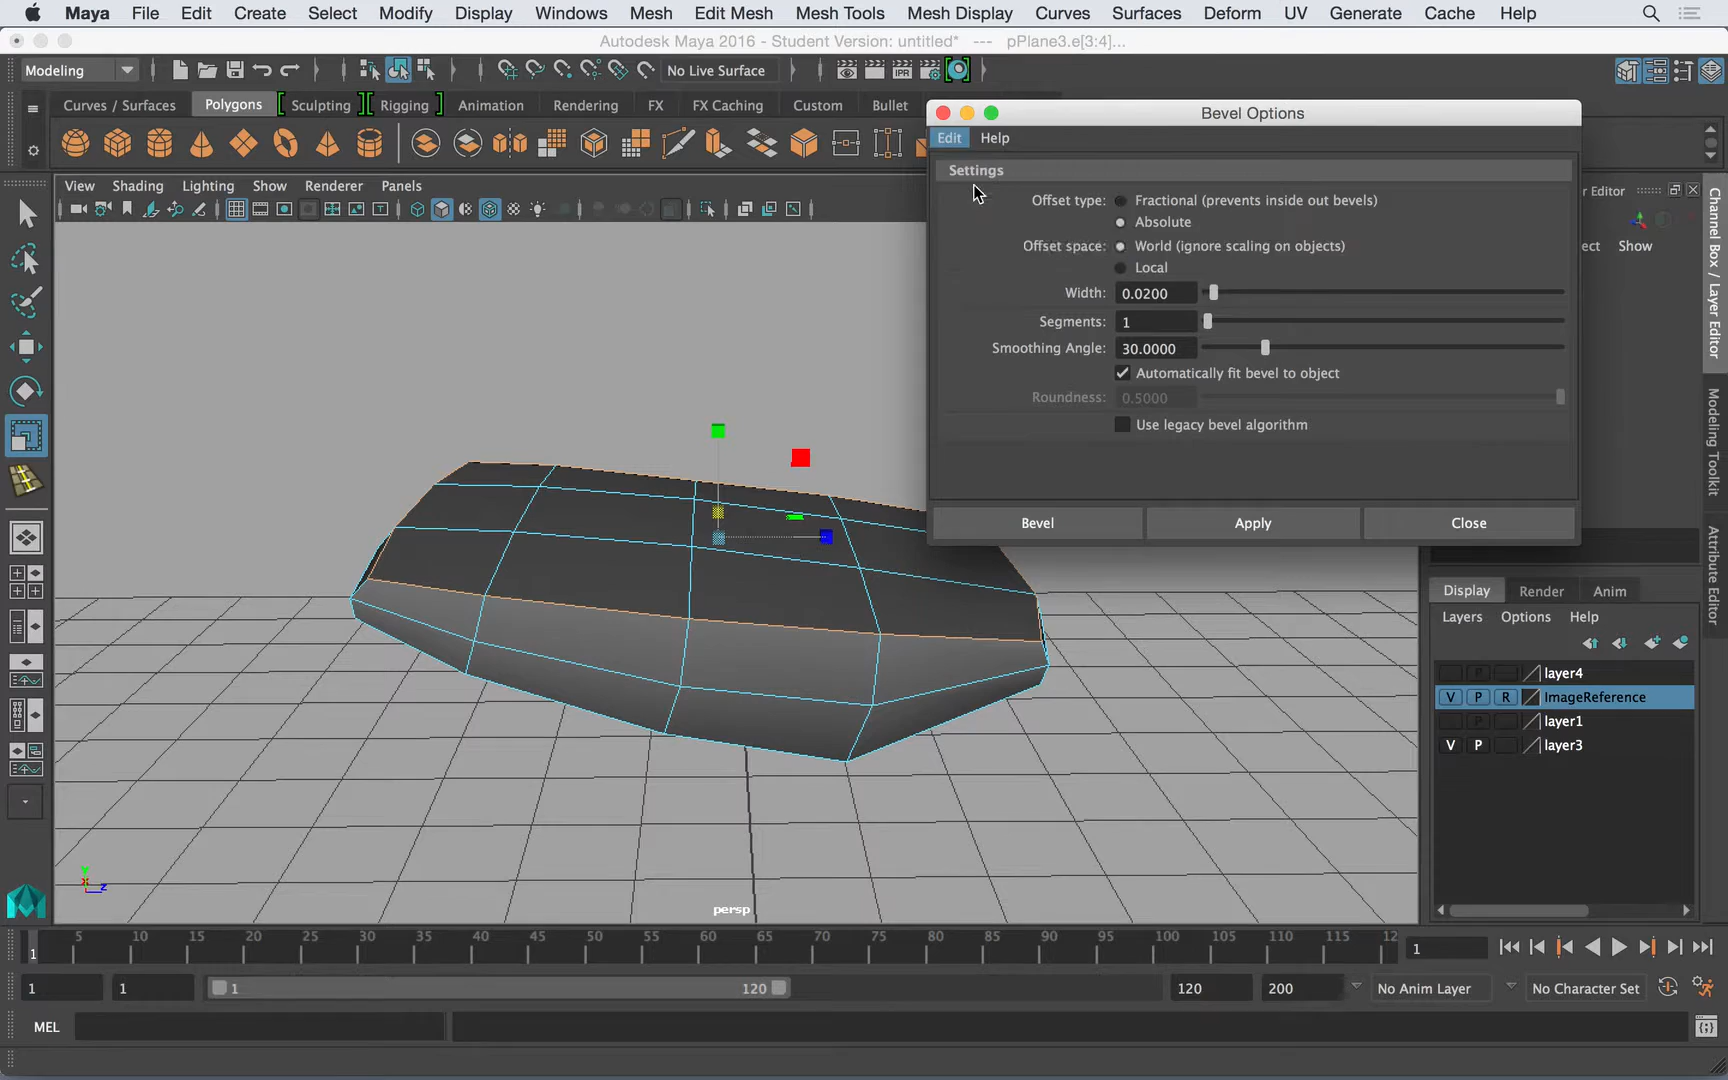 Maya File Edit Create Select Modify Display Windows Mesh Edit Mesh Mesh Tools Mesh Display Curves Surfaces Deform UV Generate Cache Help
Autodesk Maya 2016 - Student Version: untitled* --- pPlane3.e[3:4]...
Modeling No Live Surface IPR
Curves / Surfaces Polygons Sculpting Rigging Animation Rendering FX FX Caching Custom Bullet
Bevel Options
Edit Help
Settings
Offset type: Fractional (prevents inside out bevels)
Absolute
Offset space: World (ignore scaling on objects)
Local
Width: 0.0200
Segments: 1
Smoothing Angle: 30.0000
Automatically fit bevel to object
Roundness: 0.5000
Use legacy bevel algorithm
Bevel Apply Close
View Shading Lighting Show Renderer Panels
r Editor
ect Show
Channel Box / Layer Editor
Modeling Toolkit
Attribute Editor
Display Render Anim
Layers Options Help
layer4
V P R ImageReference
layer1
V P layer3
Y
X
Z
persp
1 5 10 15 20 25 30 35 40 45 50 55 60 65 70 75 80 85 90 95 100 105 110 115 12 1
1 1 1 120 120 200 No Anim Layer No Character Set
MEL